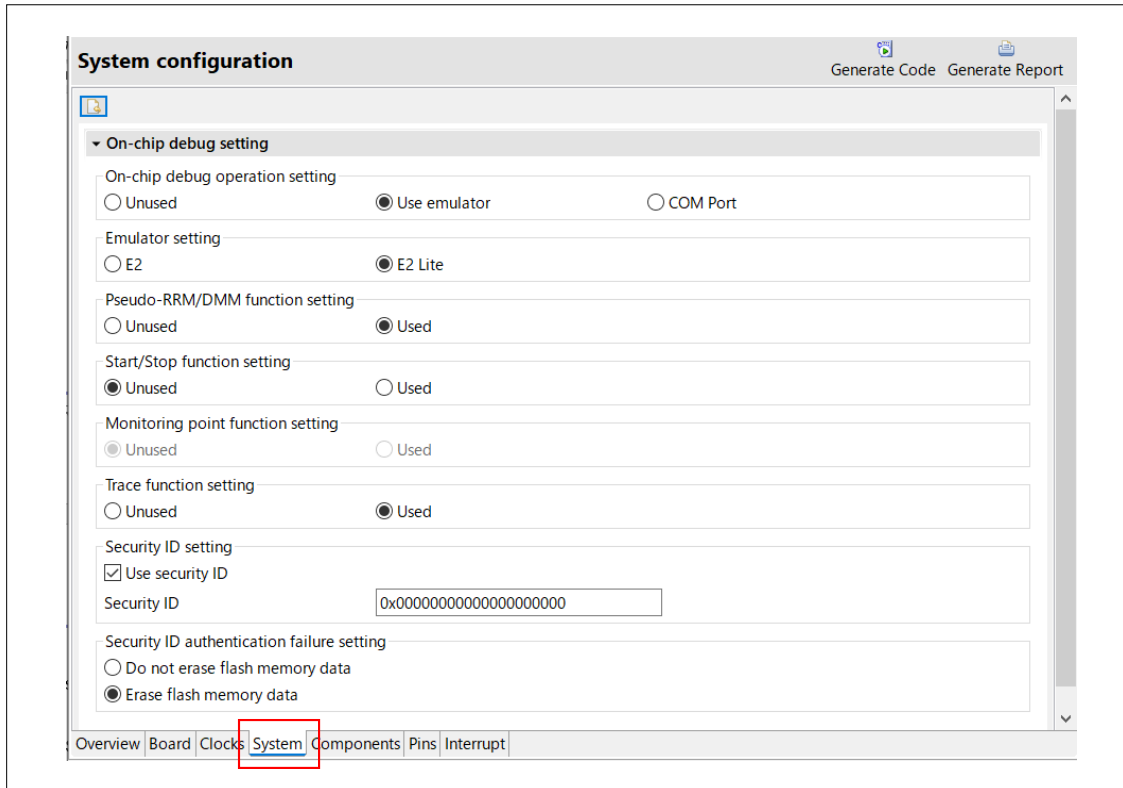 System configuration
Generate Code Generate Report
On-chip debug setting
On-chip debug operation setting
Unused Use emulator COM Port
Emulator setting
E2 E2 Lite
Pseudo-RRM/DMM function setting
Unused Used
Start/Stop function setting
Unused Used
Monitoring point function setting
Unused Used
Trace function setting
Unused Used
Security ID setting
Use security ID
Security ID 0x00000000000000000000
Security ID authentication failure setting
Do not erase flash memory data
Erase flash memory data
Overview Board Clocks System Components Pins Interrupt